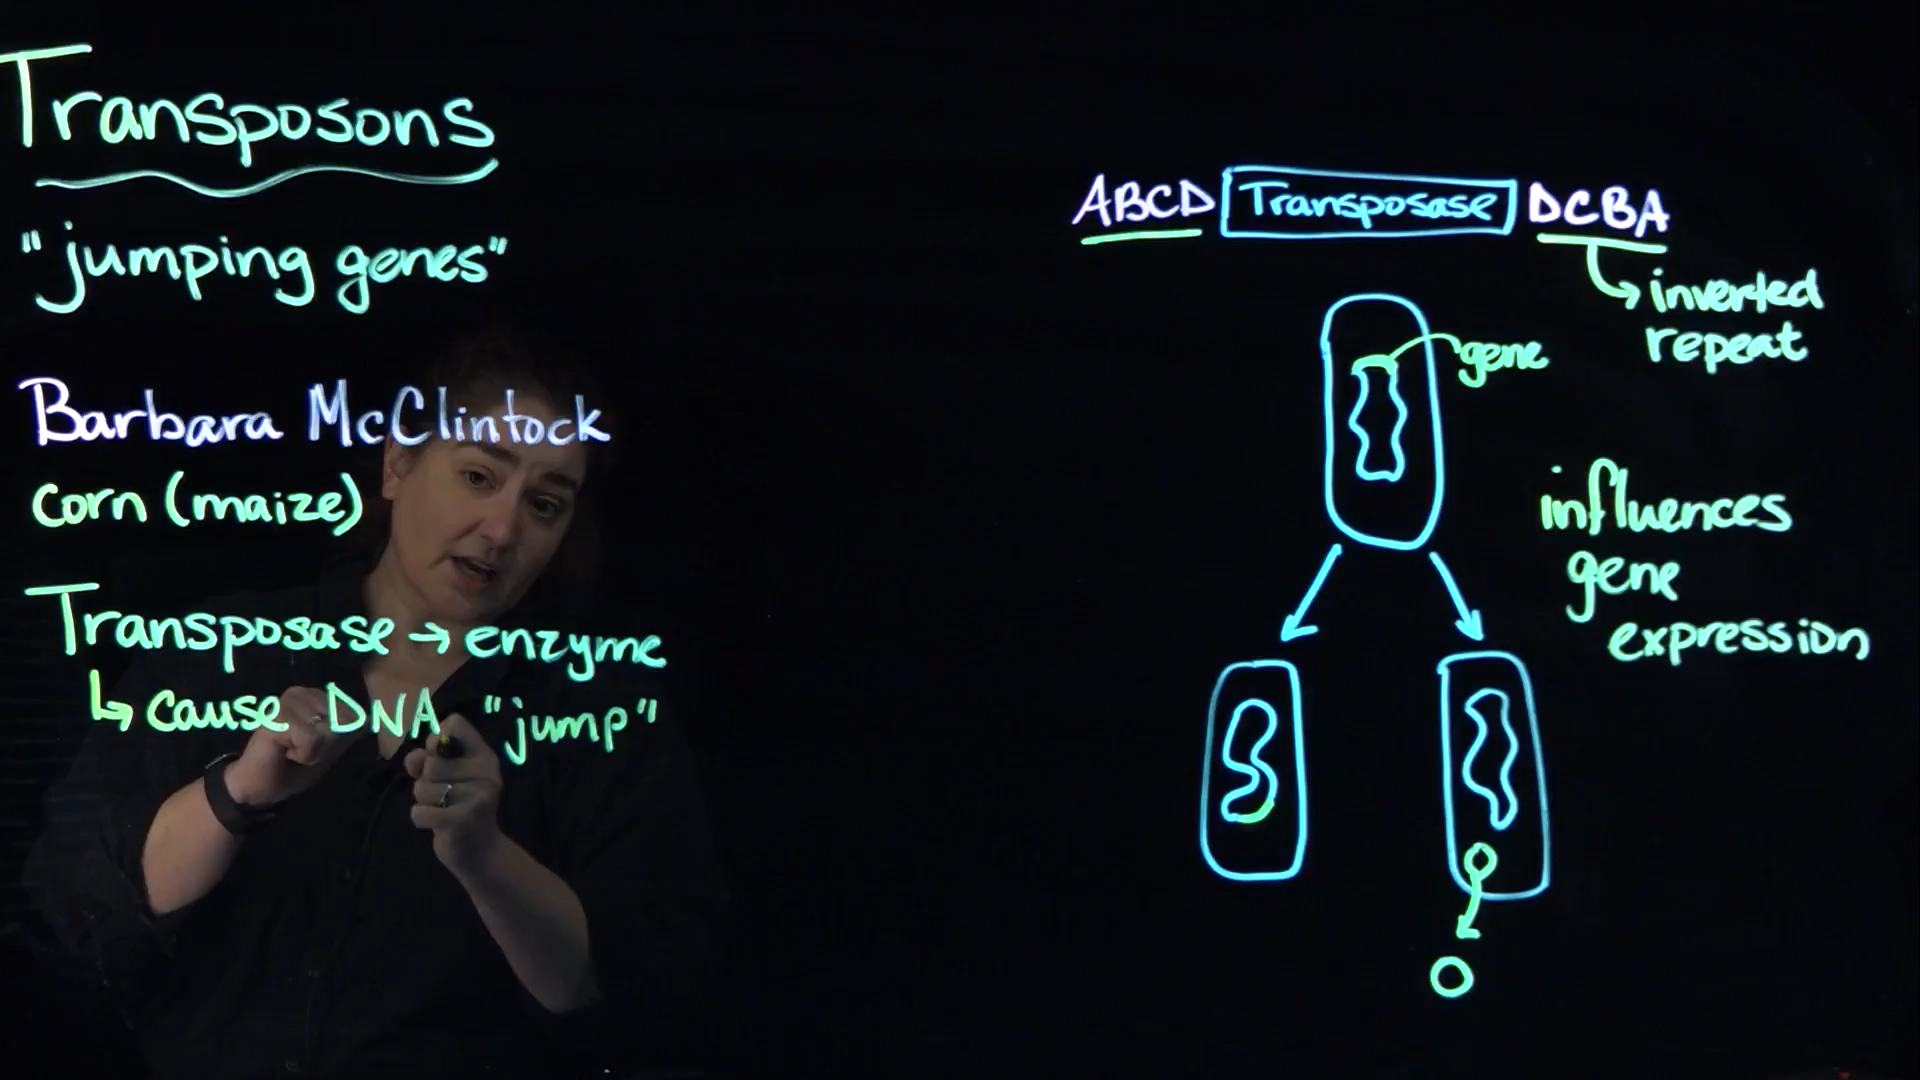 Transposons
"jumping genes"
Barbara McClintock
corn (maize)
Transposase → enzyme
↳ cause DNA "jump"
ABCD Transposase DCBA
inverted
repeat
gene
influences
gene
expression